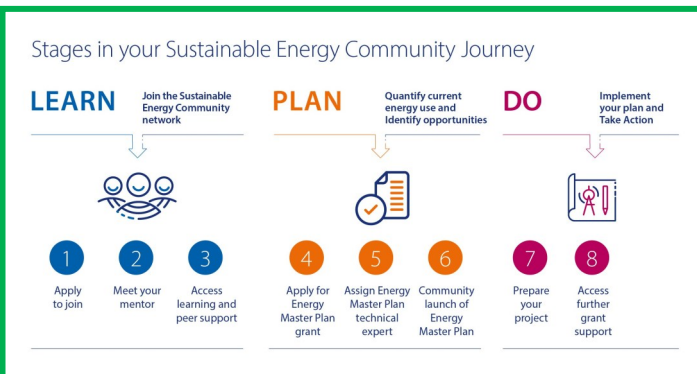 Stages in your Sustainable Energy Community Journey
LEARN
Join the Sustainable
Energy Community
network
PLAN
Quantify current
energy use and
Identify opportunities
DO
Implement
your plan and
Take Action
1
Apply
to join
2
Meet your
mentor
3
Access
learning and
peer support
4
Apply for
Energy
Master Plan
grant
5
Assign Energy
Master Plan
technical
expert
6
Community
launch of
Energy
Master Plan
7
Prepare
your
project
8
Access
further
grant
support